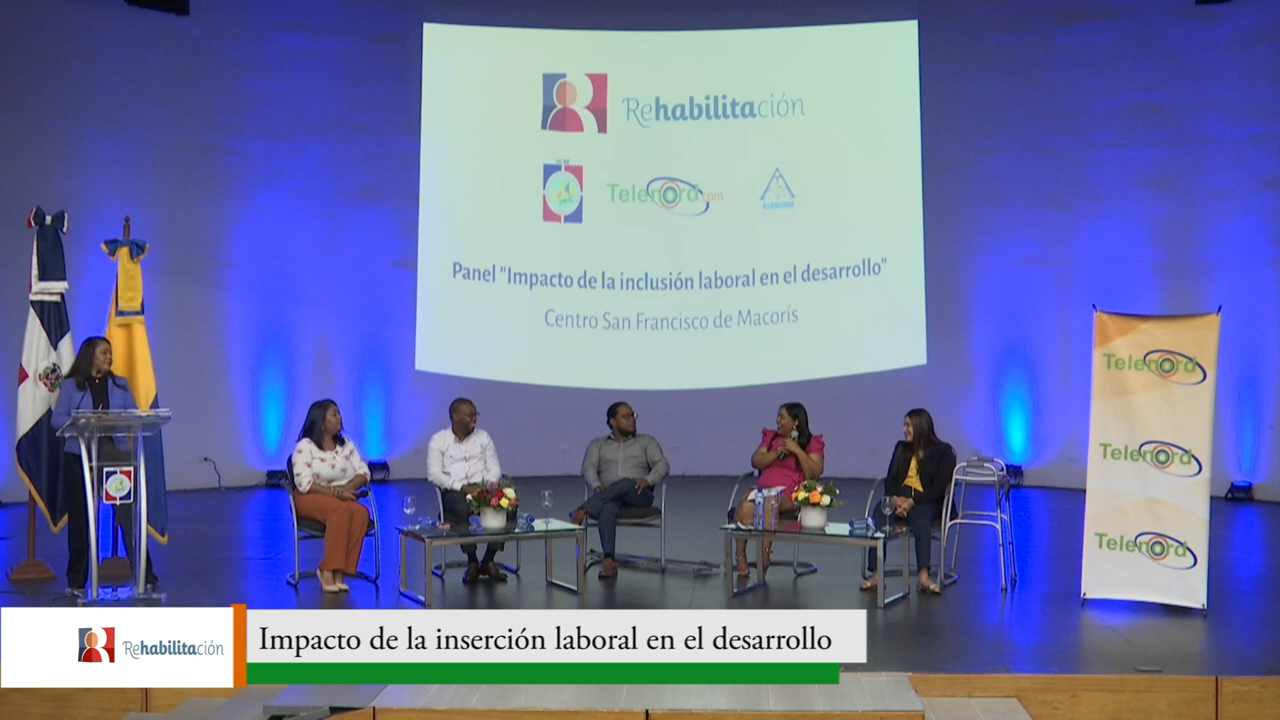 Rehabilitación
Telenord.com
Panel "Impacto de la inclusión laboral en el desarrollo"
Centro San Francisco de Macorís
Telenord
Telenord
Telenord
Rehabilitación
Impacto de la inserción laboral en el desarrollo